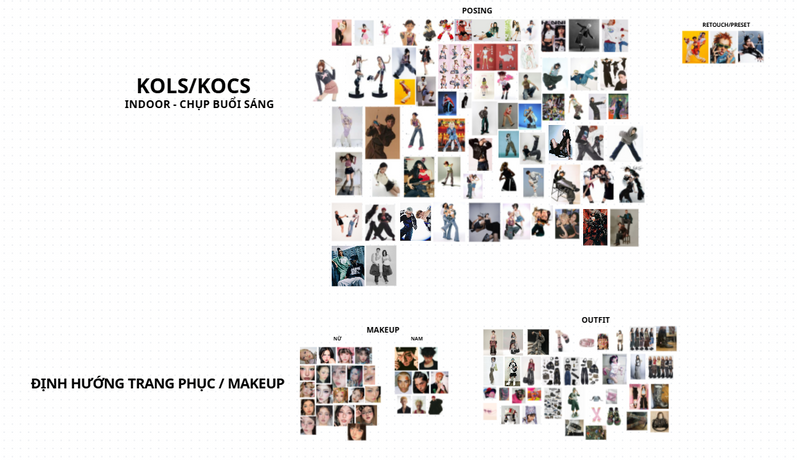 POSING
RETOUCH/PRESET
KOLS/KOCS
INDOOR - CHỤP BUỔI SÁNG
OUTFIT
MAKEUP
NỮ
NAM
ĐỊNH HƯỚNG TRANG PHỤC / MAKEUP